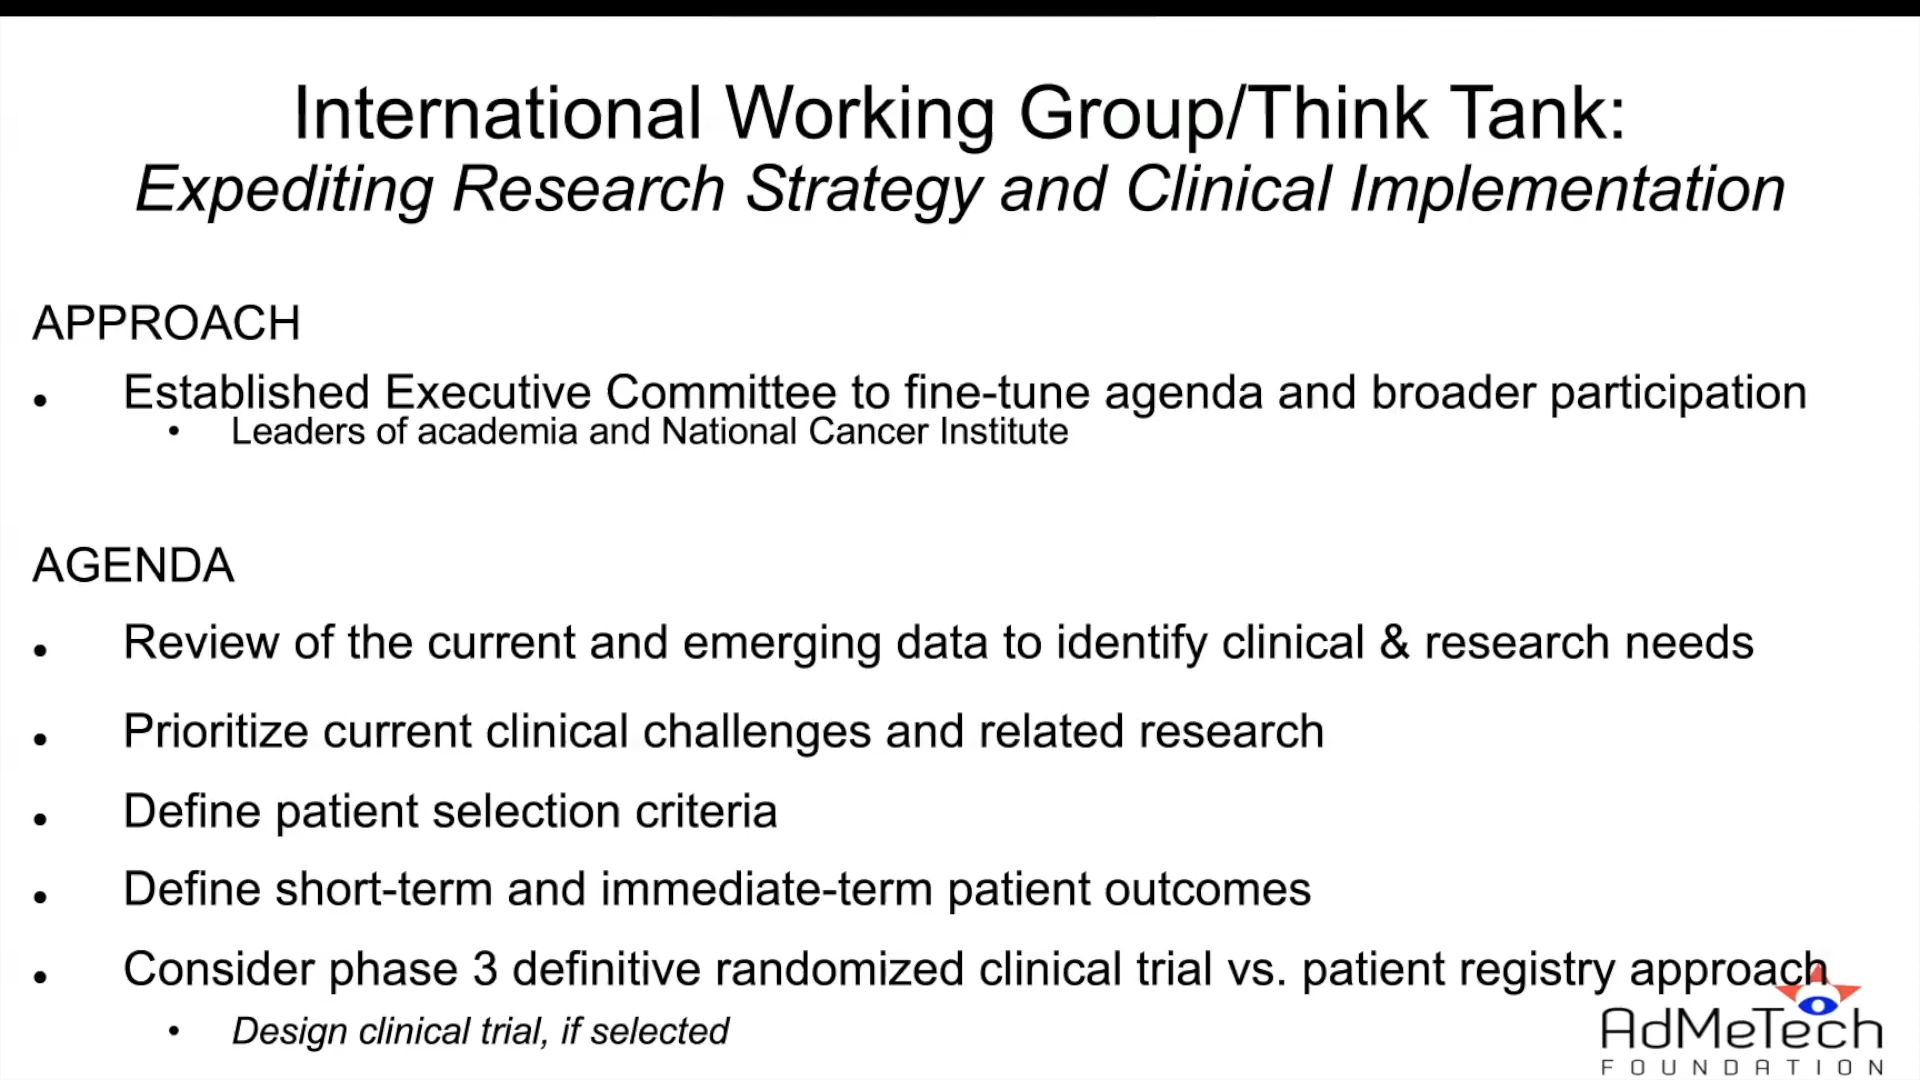 International Working Group/Think Tank:
Expediting Research Strategy and Clinical Implementation
APPROACH
• Established Executive Committee to fine-tune agenda and broader participation
• Leaders of academia and National Cancer Institute
AGENDA
• Review of the current and emerging data to identify clinical & research needs
• Prioritize current clinical challenges and related research
• Define patient selection criteria
• Define short-term and immediate-term patient outcomes
• Consider phase 3 definitive randomized clinical trial vs. patient registry approach
• Design clinical trial, if selected
AdMeTech
FOUNDATION